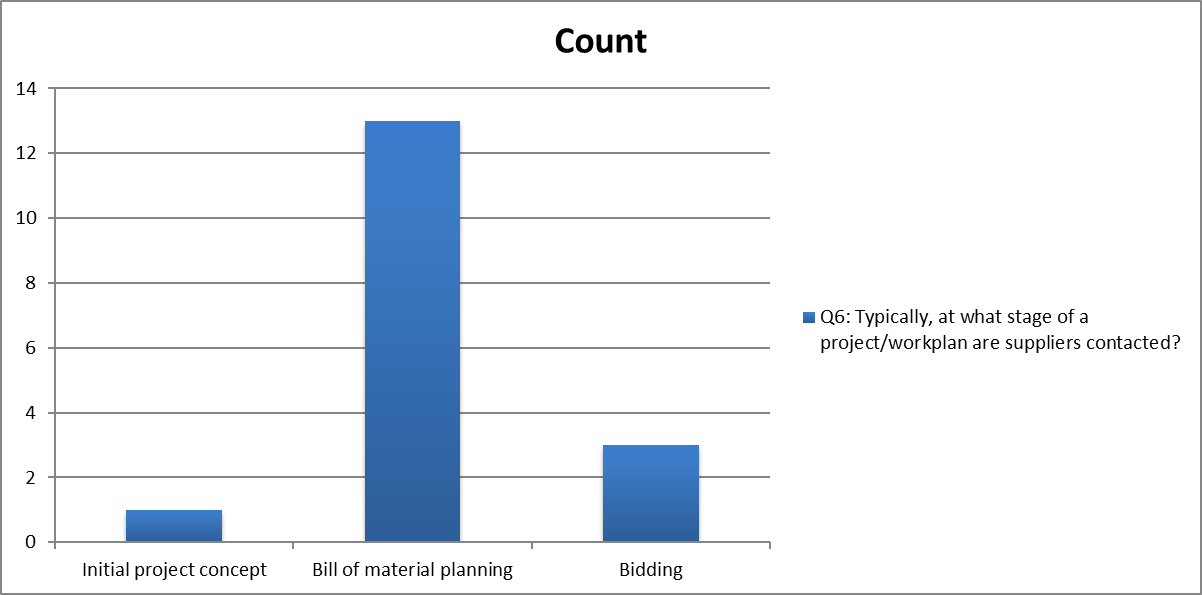 Count
14
12
10
8
6
4
2
0
Initial project concept
Bill of material planning
Bidding
Q6: Typically, at what stage of a
project/workplan are suppliers contacted?